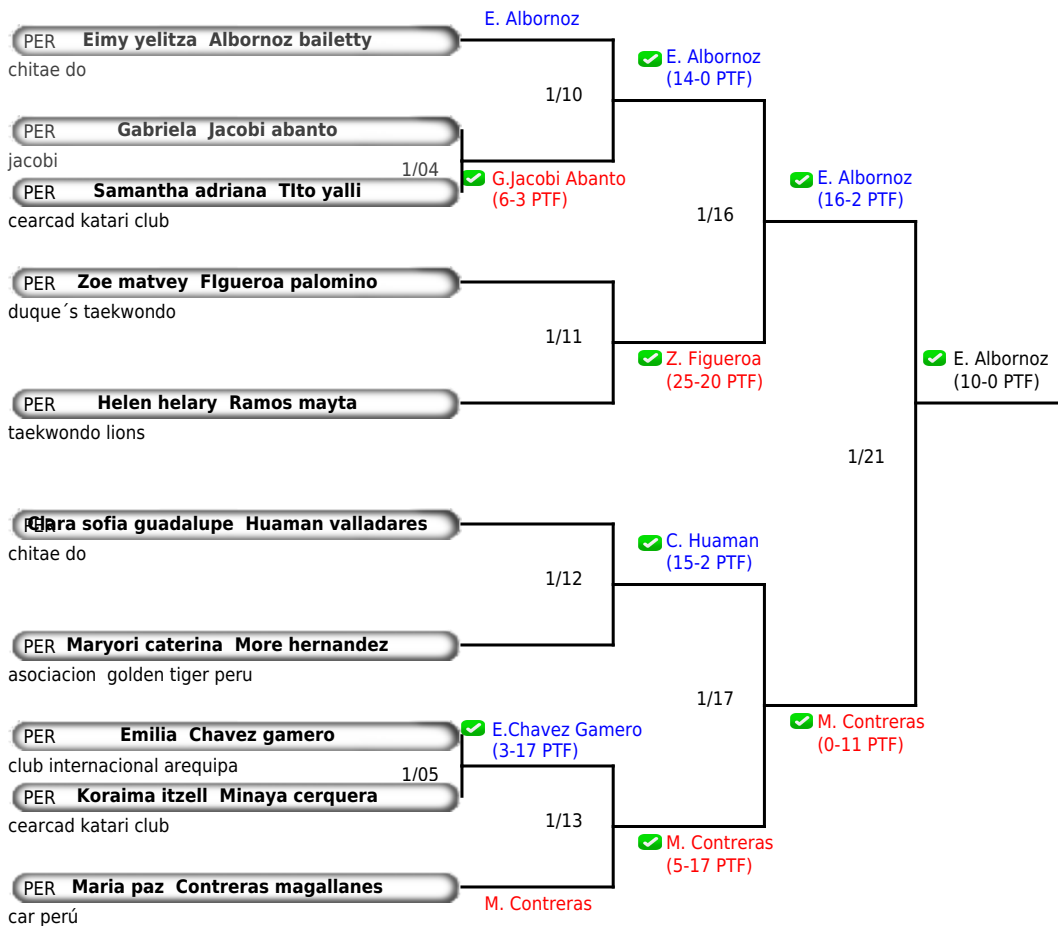 E. Albornoz
PER Eimy yelitza Albornoz bailetty
chitae do
E. Albornoz
(14-0 PTF)
1/10
PER Gabriela Jacobi abanto
jacobi
1/04
G.Jacobi Abanto
(6-3 PTF)
PER Samantha adriana TIto yalli
cearcad katari club
E. Albornoz
(16-2 PTF)
1/16
PER Zoe matvey FIgueroa palomino
duque´s taekwondo
1/11
Z. Figueroa
(25-20 PTF)
E. Albornoz
(10-0 PTF)
PER Helen helary Ramos mayta
taekwondo lions
1/21
PER Clara sofia guadalupe Huaman valladares
chitae do
C. Huaman
(15-2 PTF)
1/12
PER Maryori caterina More hernandez
asociacion golden tiger peru
1/17
M. Contreras
(0-11 PTF)
PER Emilia Chavez gamero
club internacional arequipa
E.Chavez Gamero
(3-17 PTF)
1/05
PER Koraima itzell Minaya cerquera
cearcad katari club
1/13
M. Contreras
(5-17 PTF)
PER Maria paz Contreras magallanes
car perú
M. Contreras